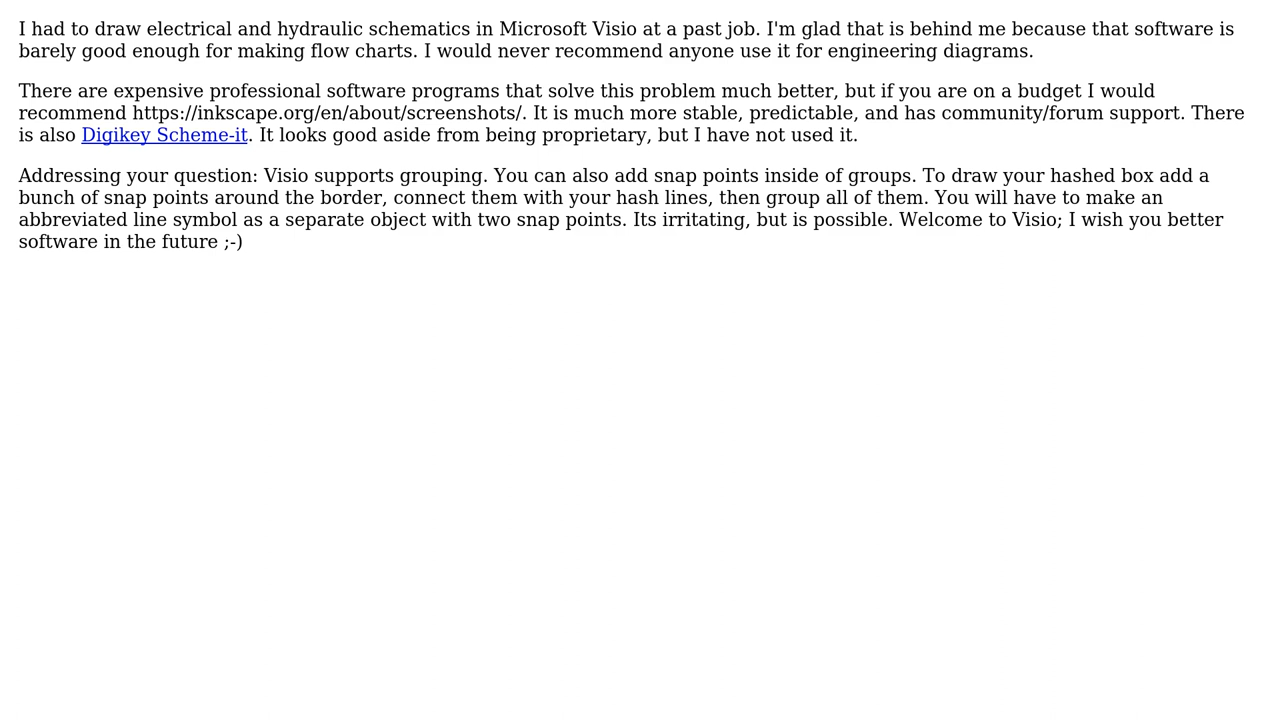 I had to draw electrical and hydraulic schematics in Microsoft Visio at a past job. I'm glad that is behind me because that software is
barely good enough for making flow charts. I would never recommend anyone use it for engineering diagrams.
There are expensive professional software programs that solve this problem much better, but if you are on a budget I would
recommend https://inkscape.org/en/about/screenshots/. It is much more stable, predictable, and has community/forum support. There
is also Digikey Scheme-it. It looks good aside from being proprietary, but I have not used it.
Addressing your question: Visio supports grouping. You can also add snap points inside of groups. To draw your hashed box add a
bunch of snap points around the border, connect them with your hash lines, then group all of them. You will have to make an
abbreviated line symbol as a separate object with two snap points. Its irritating, but is possible. Welcome to Visio; I wish you better
software in the future ;-)